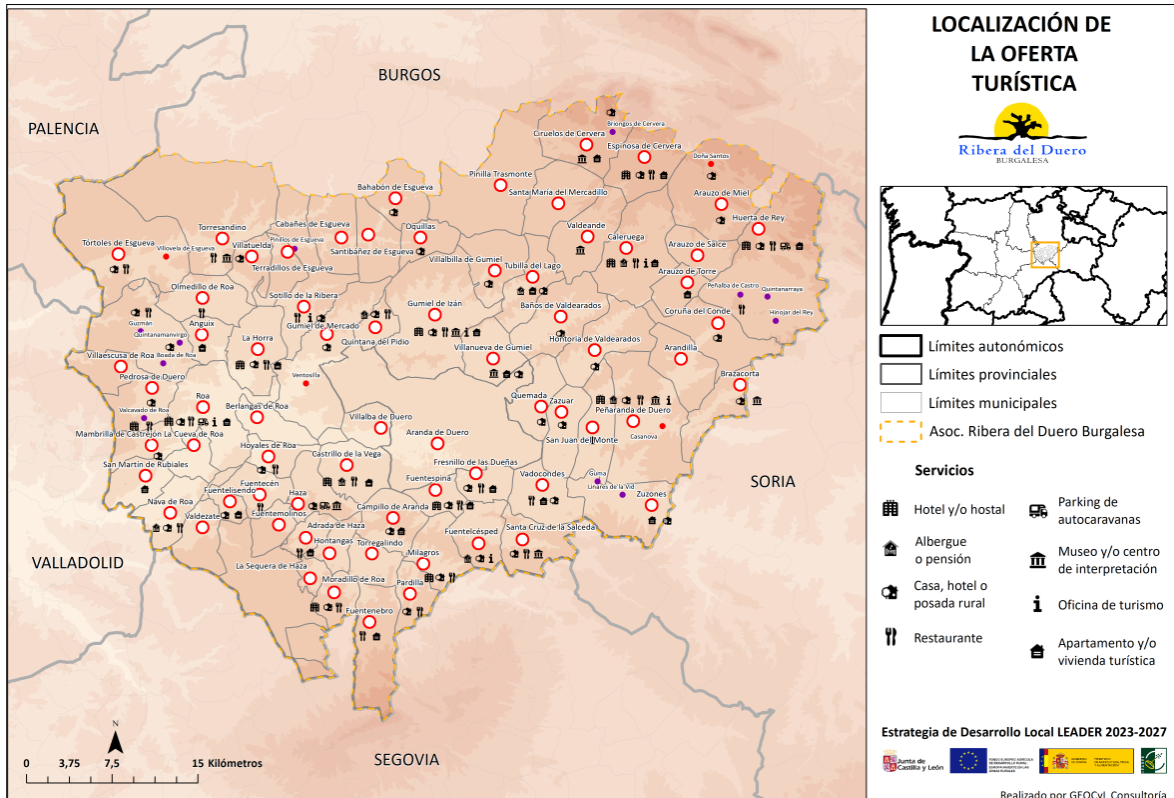 LOCALIZACIÓN DE
LA OFERTA
TURÍSTICA
Ribera del Duero
BURGALESA
BURGOS
PALENCIA
SORIA
VALLADOLID
SEGOVIA
Briongos de Cervera
Ciruelos de Cervera
Espinosa de Cervera
Doña Santos
Pinilla Trasmonte
Santa María del Mercadillo
Arauzo de Miel
Bahabón de Esgueva
Huerta de Rey
Cabañes de Esgueva
Oquillas
Torresandino
Valdeande
Caleruega
Tórtoles de Esgueva
Villovela de Esgueva
Villatuelda
Pinillos de Esgueva
Santibáñez de Esgueva
Arauzo de Salce
Terradillos de Esgueva
Villalbilla de Gumiel
Tubilla del Lago
Arauzo de Torre
Peñalba de Castro
Quintanarraya
Olmedillo de Roa
Sotillo de la Ribera
Gumiel de Izán
Baños de Valdearados
Coruña del Conde
Hinojar del Rey
Guzmán
Anguix
Gumiel de Mercado
Quintana del Pidio
Quintanamanvirgo
La Horra
Villanueva de Gumiel
Hontoria de Valdearados
Arandilla
Villaescusa de Roa
Boada de Roa
Pedrosa de Duero
Ventosilla
Brazacorta
Roa
Berlangas de Roa
Quemada
Zazuar
Valcavado de Roa
Villalba de Duero
Peñaranda de Duero
Mambrilla de Castrejón
La Cueva de Roa
Aranda de Duero
San Juan del Monte
Casanova
Hoyales de Roa
Castrillo de la Vega
San Martín de Rubiales
Fresnillo de las Dueñas
Vadocondes
Guma
Linares de la Vid
Fuentecén
Fuentespina
Zuzones
Fuentelisendo
Haza
Nava de Roa
Valdezate
Fuentemolinos
Campillo de Aranda
Santa Cruz de la Salceda
Adrada de Haza
Fuentelcésped
Hontangas
Torregalindo
Milagros
La Sequera de Haza
Moradillo de Roa
Pardilla
Fuentenebro
N
0 3,75 7,5 15 Kilómetros
Límites autonómicos
Límites provinciales
Límites municipales
Asoc. Ribera del Duero Burgalesa
Servicios
Hotel y/o hostal
Albergue
o pensión
Casa, hotel o
posada rural
Restaurante
Parking de
autocaravanas
Museo y/o centro
de interpretación
Oficina de turismo
Apartamento y/o
vivienda turística
Estrategia de Desarrollo Local LEADER 2023-2027
Junta de
Castilla y León
Realizado por GEOCyL Consultoría